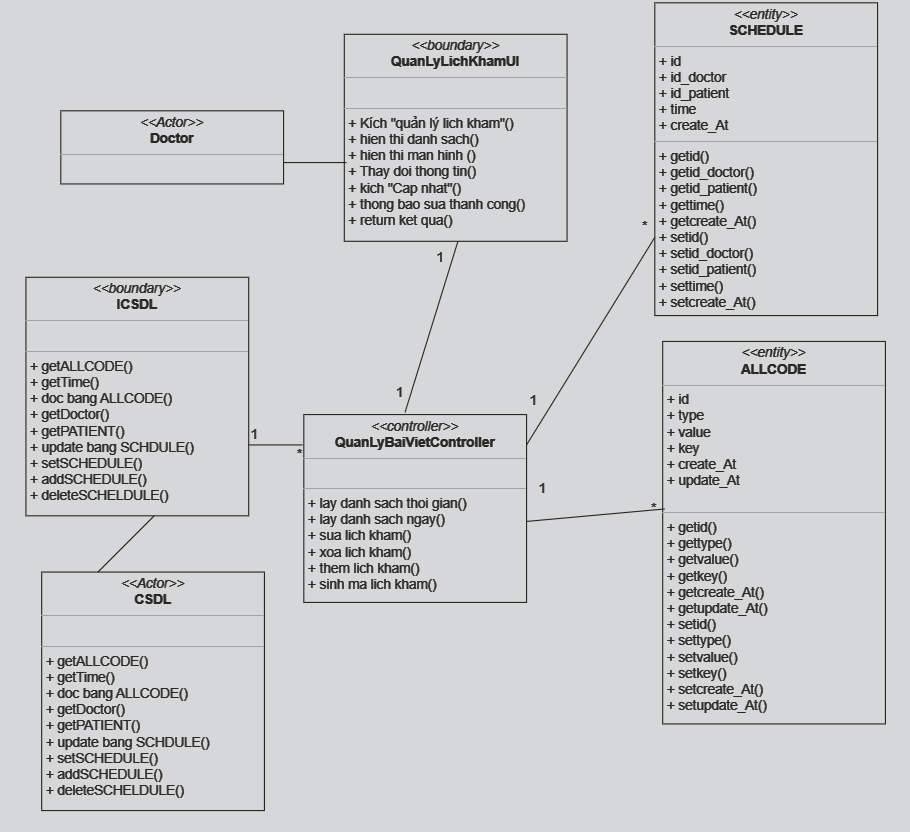 <<Actor>>
Doctor
<<boundary>>
QuanLyLichKhamUI
+ Kích "quản lý lich kham"()
+ hien thi danh sach()
+ hien thi man hinh ()
+ Thay doi thong tin()
+ kich "Cap nhat"()
+ thong bao sua thanh cong()
+ return ket qua()
<<entity>>
SCHEDULE
+ id
+ id_doctor
+ id_patient
+ time
+ create_At
+ getid()
+ getid_doctor()
+ getid_patient()
+ gettime()
+ getcreate_At()
+ setid()
+ setid_doctor()
+ setid_patient()
+ settime()
+ setcreate_At()
*
1
1
1
<<boundary>>
ICSDL
+ getALLCODE()
+ getTime()
+ doc bang ALLCODE()
+ getDoctor()
+ getPATIENT()
+ update bang SCHDULE()
+ setSCHEDULE()
+ addSCHEDULE()
+ deleteSCHELDULE()
1
*
<<controller>>
QuanLyBaiVietController
+ lay danh sach thoi gian()
+ lay danh sach ngay()
+ sua lich kham()
+ xoa lich kham()
+ them lich kham()
+ sinh ma lich kham()
1
*
<<entity>>
ALLCODE
+ id
+ type
+ value
+ key
+ create_At
+ update_At
+ getid()
+ gettype()
+ getvalue()
+ getkey()
+ getcreate_At()
+ getupdate_At()
+ setid()
+ settype()
+ setvalue()
+ setkey()
+ setcreate_At()
+ setupdate_At()
<<Actor>>
CSDL
+ getALLCODE()
+ getTime()
+ doc bang ALLCODE()
+ getDoctor()
+ getPATIENT()
+ update bang SCHDULE()
+ setSCHEDULE()
+ addSCHEDULE()
+ deleteSCHELDULE()